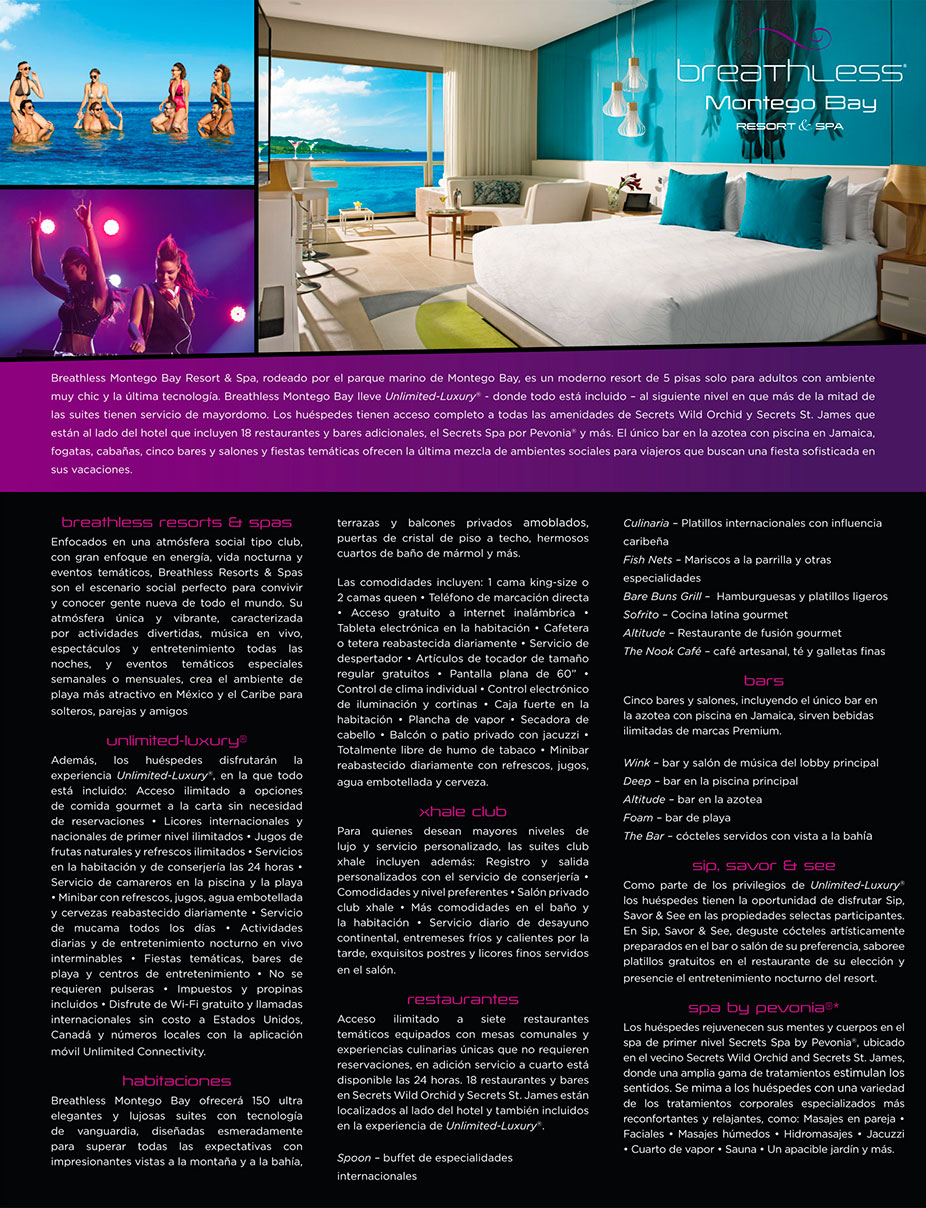 breathless®
Montego Bay
RESORT & SPA
Breathless Montego Bay Resort & Spa, rodeado por el parque marino de Montego Bay, es un moderno resort de 5 pisas solo para adultos con ambiente
muy chic y la última tecnología. Breathless Montego Bay lleve Unlimited-Luxury® - donde todo está incluido – al siguiente nivel en que más de la mitad de
las suites tienen servicio de mayordomo. Los huéspedes tienen acceso completo a todas las amenidades de Secrets Wild Orchid y Secrets St. James que
están al lado del hotel que incluyen 18 restaurantes y bares adicionales, el Secrets Spa por Pevonia® y más. El único bar en la azotea con piscina en Jamaica,
fogatas, cabañas, cinco bares y salones y fiestas temáticas ofrecen la última mezcla de ambientes sociales para viajeros que buscan una fiesta sofisticada en
sus vacaciones.
breathless resorts & spas
Enfocados en una atmósfera social tipo club,
con gran enfoque en energía, vida nocturna y
eventos temáticos, Breathless Resorts & Spas
son el escenario social perfecto para convivir
y conocer gente nueva de todo el mundo. Su
atmósfera única y vibrante, caracterizada
por actividades divertidas, música en vivo,
espectáculos y entretenimiento todas las
noches, y eventos temáticos especiales
semanales o mensuales, crea el ambiente de
playa más atractivo en México y el Caribe para
solteros, parejas y amigos
unlimited-luxury®
Además, los huéspedes disfrutarán la
experiencia Unlimited-Luxury®, en la que todo
está incluido: Acceso ilimitado a opciones
de comida gourmet a la carta sin necesidad
de reservaciones • Licores internacionales y
nacionales de primer nivel ilimitados • Jugos de
frutas naturales y refrescos ilimitados • Servicios
en la habitación y de conserjería las 24 horas •
Servicio de camareros en la piscina y la playa
• Minibar con refrescos, jugos, agua embotellada
y cervezas reabastecido diariamente • Servicio
de mucama todos los días • Actividades
diarias y de entretenimiento nocturno en vivo
interminables • Fiestas temáticas, bares de
playa y centros de entretenimiento • No se
requieren pulseras • Impuestos y propinas
incluidos • Disfrute de Wi-Fi gratuito y llamadas
internacionales sin costo a Estados Unidos,
Canadá y números locales con la aplicación
móvil Unlimited Connectivity.
habitaciones
Breathless Montego Bay ofrecerá 150 ultra
elegantes y lujosas suites con tecnología
de vanguardia, diseñadas esmeradamente
para superar todas las expectativas con
impresionantes vistas a la montaña y a la bahía,
terrazas y balcones privados amoblados,
puertas de cristal de piso a techo, hermosos
cuartos de baño de mármol y más.
Las comodidades incluyen: 1 cama king-size o
2 camas queen • Teléfono de marcación directa
• Acceso gratuito a internet inalámbrica •
Tableta electrónica en la habitación • Cafetera
o tetera reabastecida diariamente • Servicio de
despertador • Artículos de tocador de tamaño
regular gratuitos • Pantalla plana de 60” •
Control de clima individual • Control electrónico
de iluminación y cortinas • Caja fuerte en la
habitación • Plancha de vapor • Secadora de
cabello • Balcón o patio privado con jacuzzi •
Totalmente libre de humo de tabaco • Minibar
reabastecido diariamente con refrescos, jugos,
agua embotellada y cerveza.
xhale club
Para quienes desean mayores niveles de
lujo y servicio personalizado, las suites club
xhale incluyen además: Registro y salida
personalizados con el servicio de conserjería •
Comodidades y nivel preferentes • Salón privado
club xhale • Más comodidades en el baño y
la habitación • Servicio diario de desayuno
continental, entremeses fríos y calientes por la
tarde, exquisitos postres y licores finos servidos
en el salón.
restaurantes
Acceso ilimitado a siete restaurantes
temáticos equipados con mesas comunales y
experiencias culinarias únicas que no requieren
reservaciones, en adición servicio a cuarto está
disponible las 24 horas. 18 restaurantes y bares
en Secrets Wild Orchid y Secrets St. James están
localizados al lado del hotel y también incluidos
en la experiencia de Unlimited-Luxury®.
Spoon – buffet de especialidades
internacionales
Culinaria – Platillos internacionales con influencia
caribeña
Fish Nets – Mariscos a la parrilla y otras
especialidades
Bare Buns Grill – Hamburguesas y platillos ligeros
Sofrito – Cocina latina gourmet
Altitude – Restaurante de fusión gourmet
The Nook Café – café artesanal, té y galletas finas
bars
Cinco bares y salones, incluyendo el único bar en
la azotea con piscina en Jamaica, sirven bebidas
ilimitadas de marcas Premium.
Wink – bar y salón de música del lobby principal
Deep – bar en la piscina principal
Altitude – bar en la azotea
Foam – bar de playa
The Bar – cócteles servidos con vista a la bahía
sip, savor & see
Como parte de los privilegios de Unlimited-Luxury®
los huéspedes tienen la oportunidad de disfrutar Sip,
Savor & See en las propiedades selectas participantes.
En Sip, Savor & See, deguste cócteles artísticamente
preparados en el bar o salón de su preferencia, saboree
platillos gratuitos en el restaurante de su elección y
presencie el entretenimiento nocturno del resort.
spa by pevonia®*
Los huéspedes rejuvenecen sus mentes y cuerpos en el
spa de primer nivel Secrets Spa by Pevonia®, ubicado
en el vecino Secrets Wild Orchid and Secrets St. James,
donde una amplia gama de tratamientos estimulan los
sentidos. Se mima a los huéspedes con una variedad
de los tratamientos corporales especializados más
reconfortantes y relajantes, como: Masajes en pareja •
Faciales • Masajes húmedos • Hidromasajes • Jacuzzi
• Cuarto de vapor • Sauna • Un apacible jardín y más.